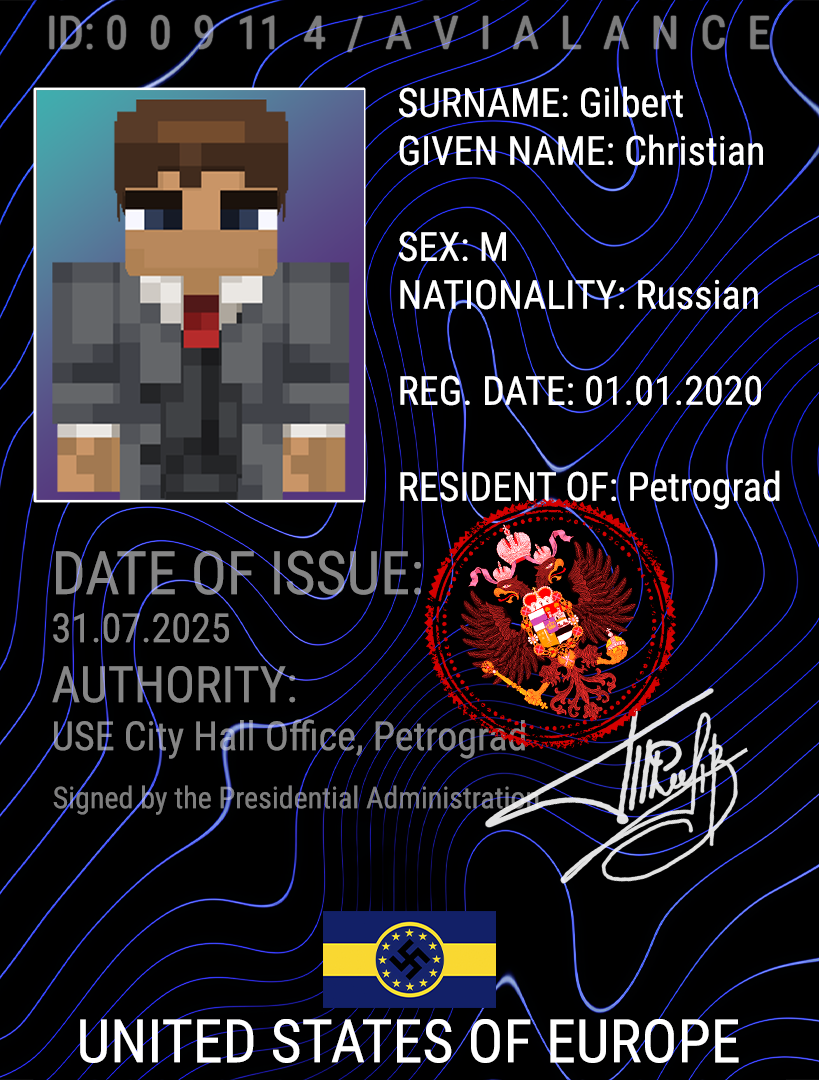 ID: 0 0 9 11 4 / A V I A L A N C E
SURNAME: Gilbert
GIVEN NAME: Christian
SEX: M
NATIONALITY: Russian
REG. DATE: 01.01.2020
RESIDENT OF: Petrograd
DATE OF ISSUE:
31.07.2025
AUTHORITY:
USE City Hall Office, Petrograd
Signed by the Presidential Administration
UNITED STATES OF EUROPE